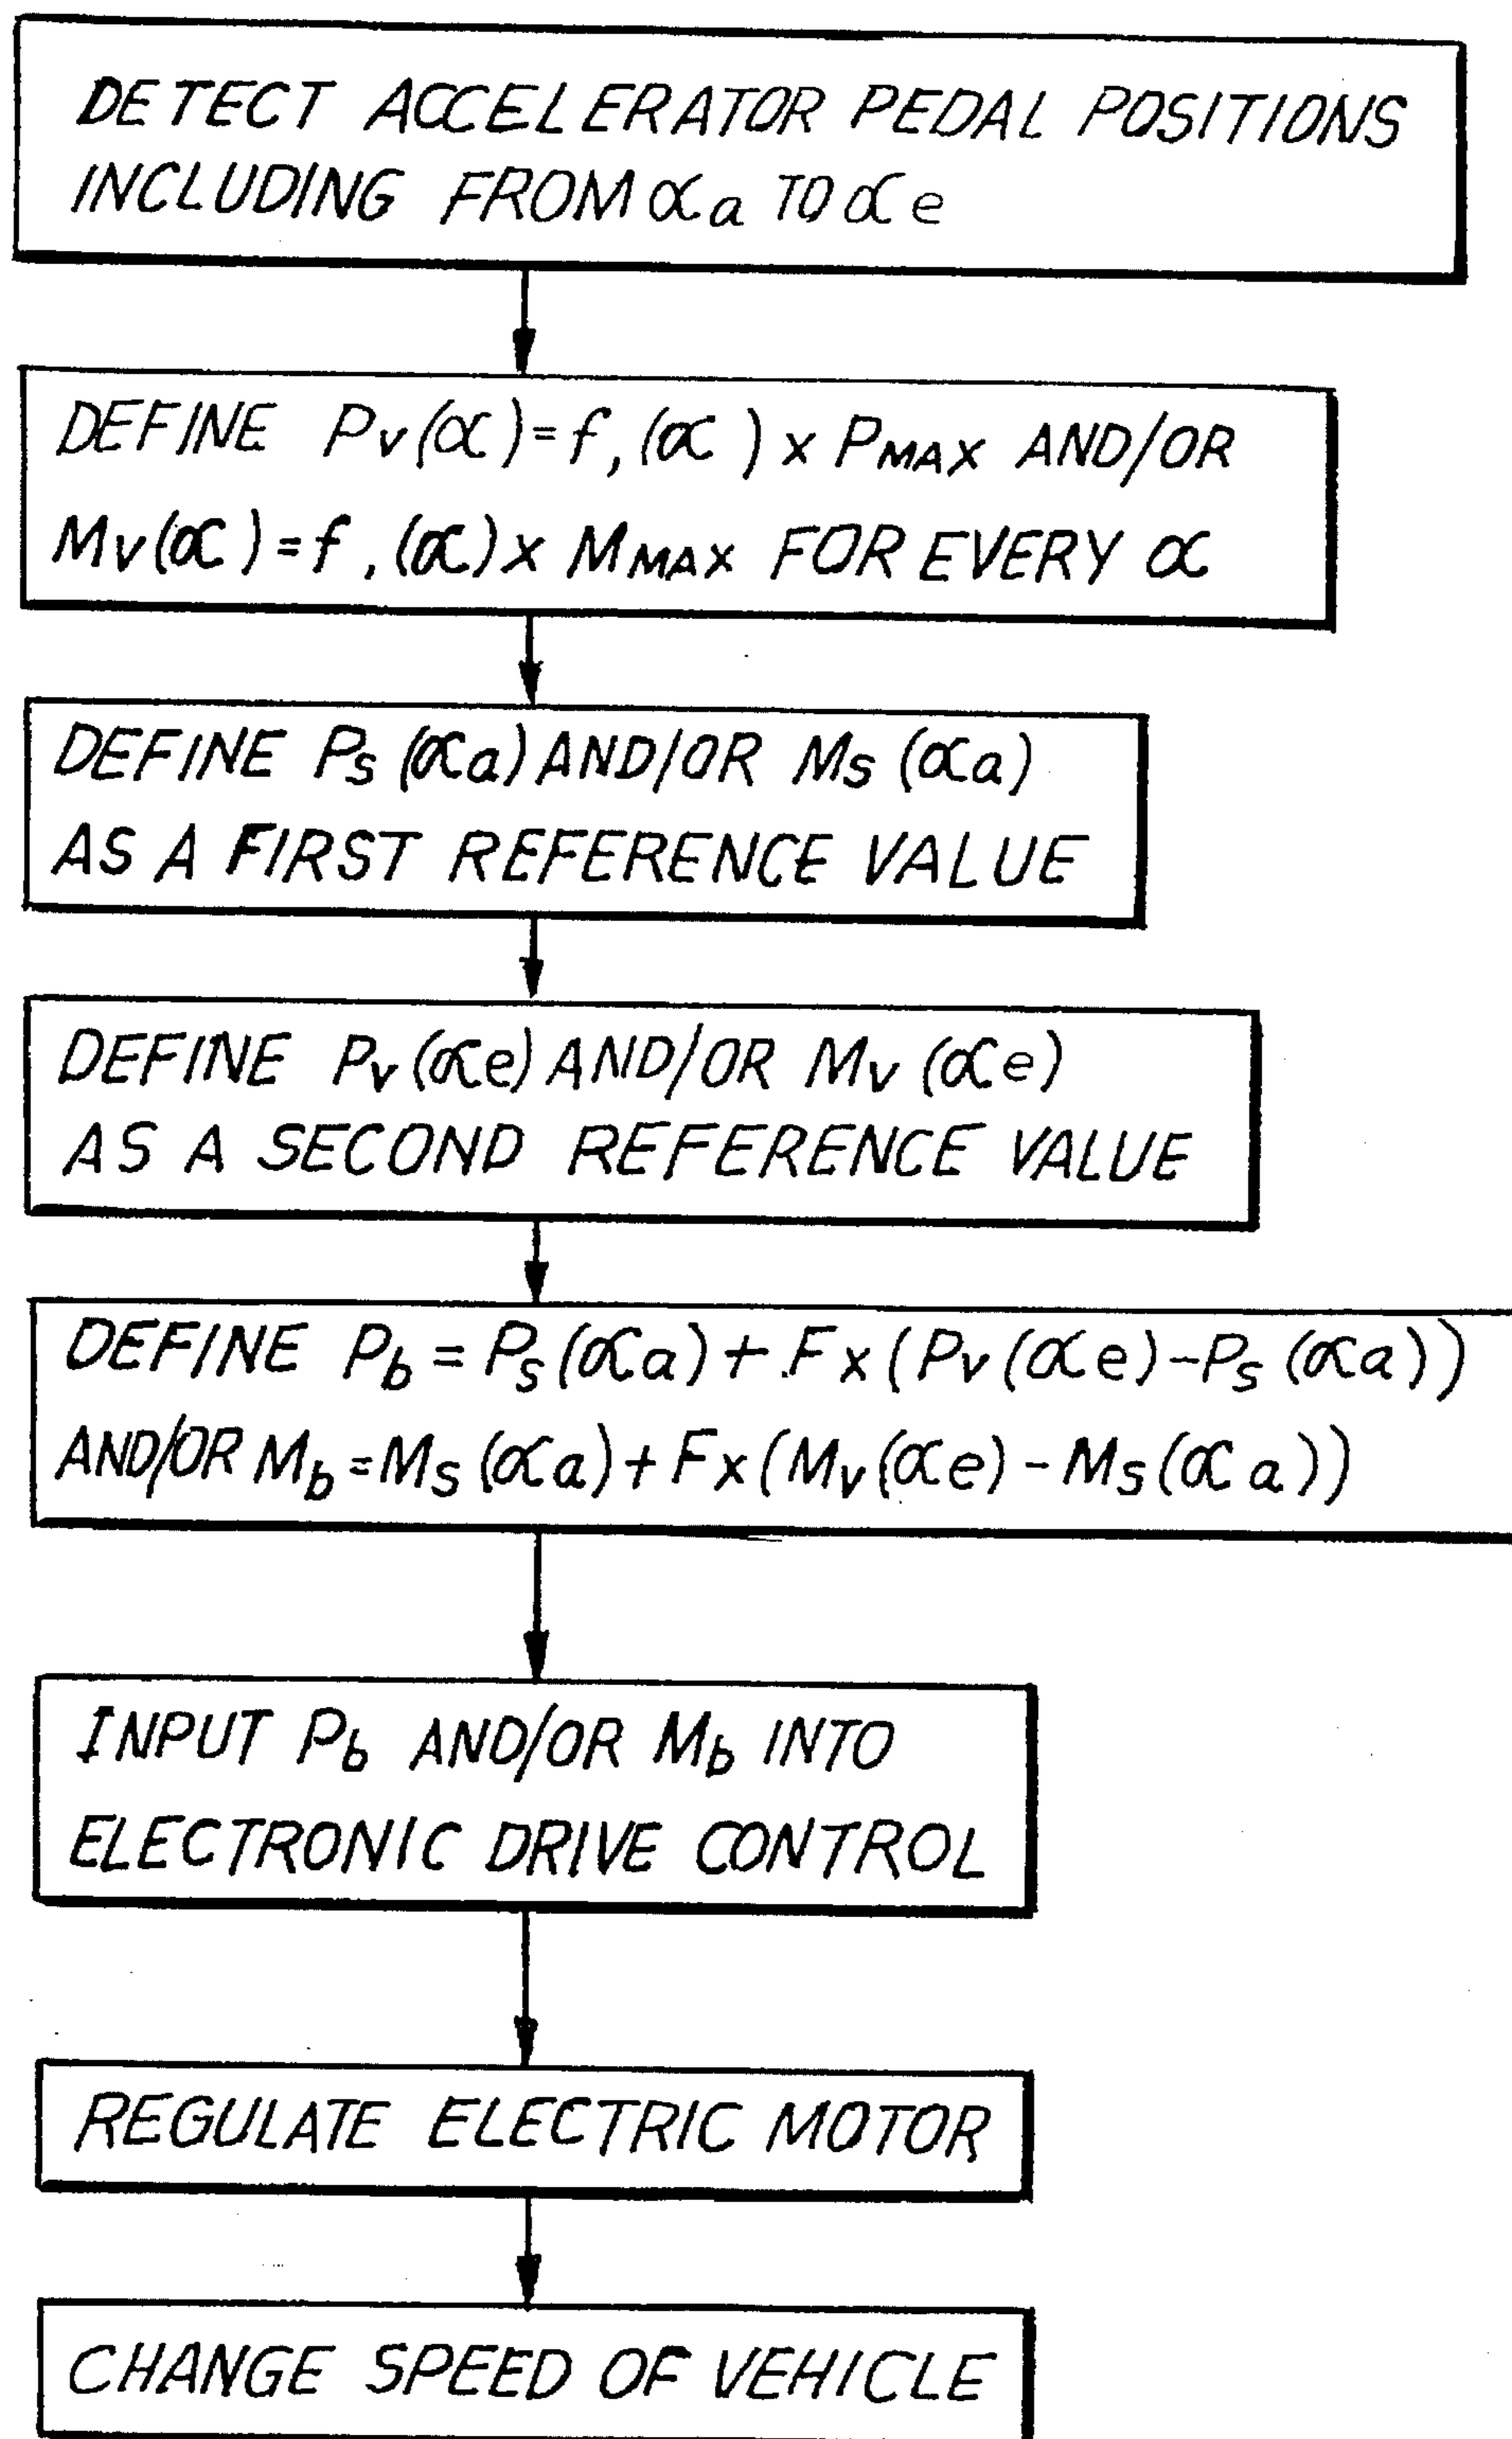 DETECT ACCELERATOR PEDAL POSITIONS
INCLUDING FROM αa TO αe
DEFINE Pv(α)=f,(α) x PMAX AND/OR
Mv(α)=f,(α) x MMAX FOR EVERY α
DEFINE Ps (αa) AND/OR Ms (αa)
AS A FIRST REFERENCE VALUE
DEFINE Pv(αe) AND/OR Mv (αe)
AS A SECOND REFERENCE VALUE
DEFINE Pb = Ps(αa) + F x (Pv(αe) - Ps (αa))
AND/OR Mb = Ms (αa) + F x (Mv(αe) - Ms(αa))
INPUT Pb AND/OR Mb INTO
ELECTRONIC DRIVE CONTROL
REGULATE ELECTRIC MOTOR
CHANGE SPEED OF VEHICLE